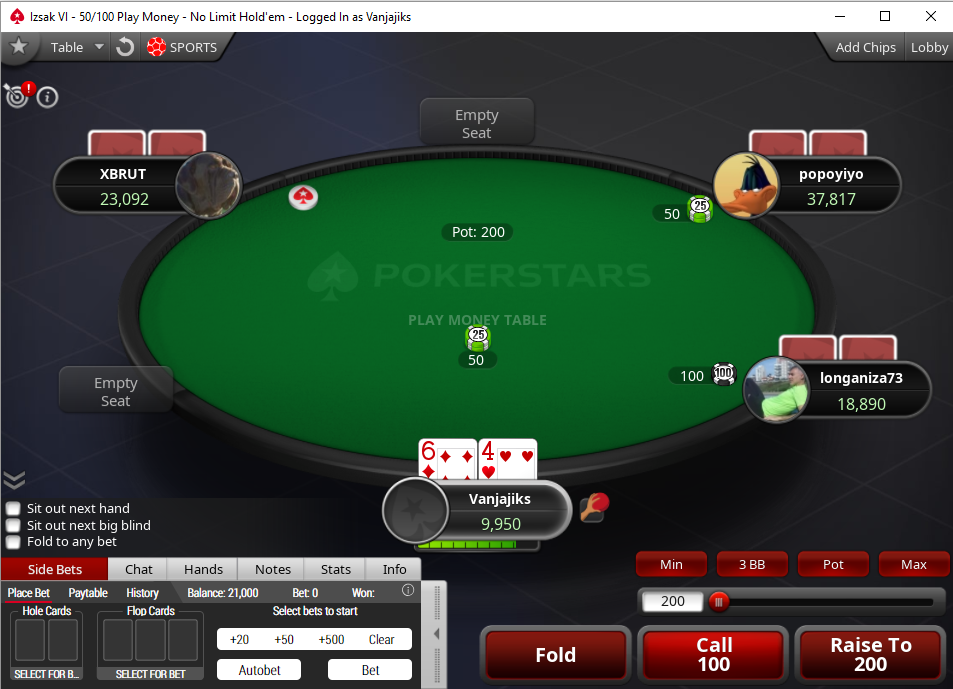 Izsak VI - 50/100 Play Money - No Limit Hold'em - Logged In as Vanjajiks
Table
SPORTS
Add Chips
Lobby
!
i
Empty
Seat
XBRUT
23,092
popoyiyo
37,817
50
25
Pot: 200
POKERSTARS
PLAY MONEY TABLE
25
50
100
100
longaniza73
18,890
Empty
Seat
6
4
Vanjajiks
9,950
Sit out next hand
Sit out next big blind
Fold to any bet
Side Bets
Chat
Hands
Notes
Stats
Info
Place Bet
Paytable
History
Balance: 21,000
Bet: 0
Won:
Hole Cards
Flop Cards
Select bets to start
+20
+50
+500
Clear
SELECT FOR B...
SELECT FOR BET
Autobet
Bet
Min
3 BB
Pot
Max
200
Fold
Call
100
Raise To
200